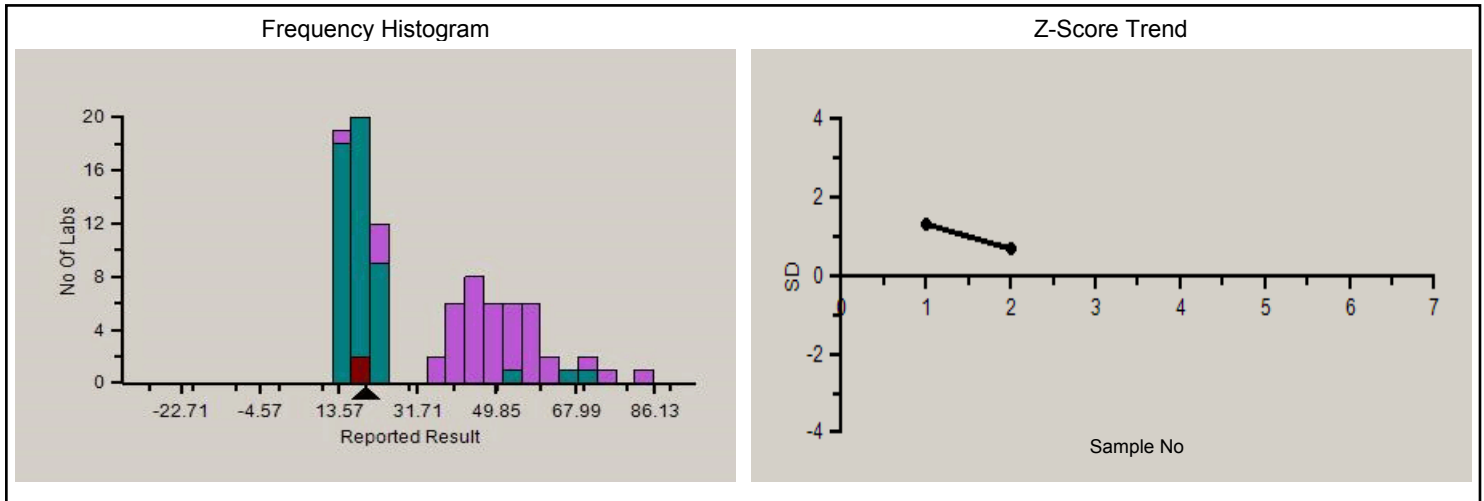 Frequency Histogram
20
16
12
8
4
0
No Of Labs
-22.71 -4.57 13.57 31.71 49.85 67.99 86.13
Reported Result
Z-Score Trend
4
2
0
-2
-4
SD
0 1 2 3 4 5 6 7
Sample No